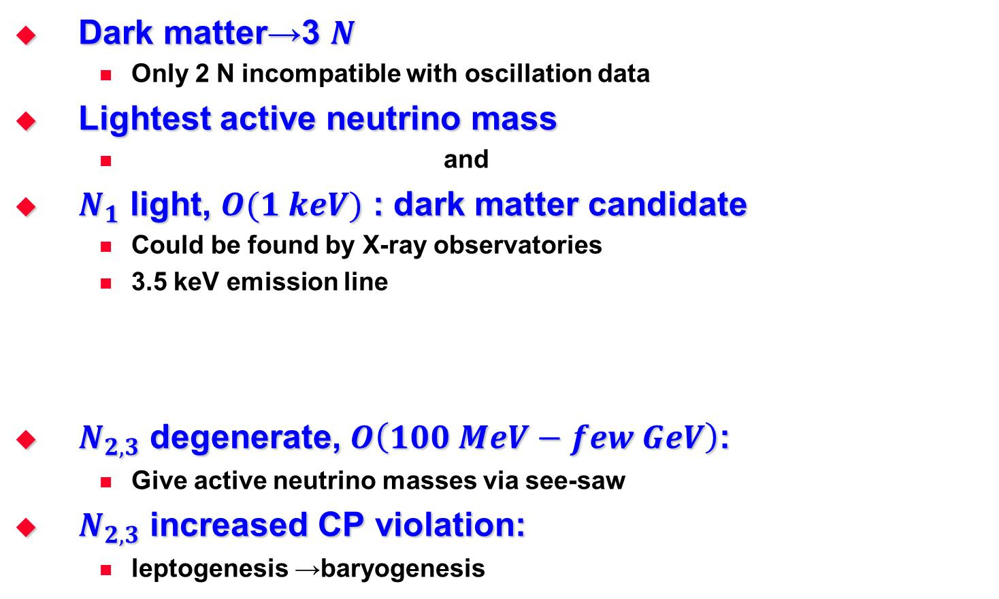 Dark matter→3 N
Only 2 N incompatible with oscillation data
Lightest active neutrino mass
and
N₁ light, O(1 keV) : dark matter candidate
Could be found by X-ray observatories
3.5 keV emission line
N₂,₃ degenerate, O(100 MeV − few GeV):
Give active neutrino masses via see-saw
N₂,₃ increased CP violation:
leptogenesis →baryogenesis